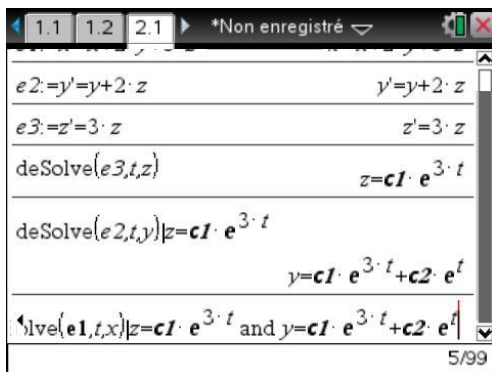 1.1 1.2 2.1 *Non enregistré
e2:=y'=y+2·z y'=y+2·z
e3:=z'=3·z z'=3·z
deSolve(e3,t,z) z=c1·e^3·t
deSolve(e2,t,y)|z=c1·e^3·t
y=c1·e^3·t+c2·e^t
olve(e1,t,x)|z=c1·e^3·t and y=c1·e^3·t+c2·e^t
5/99